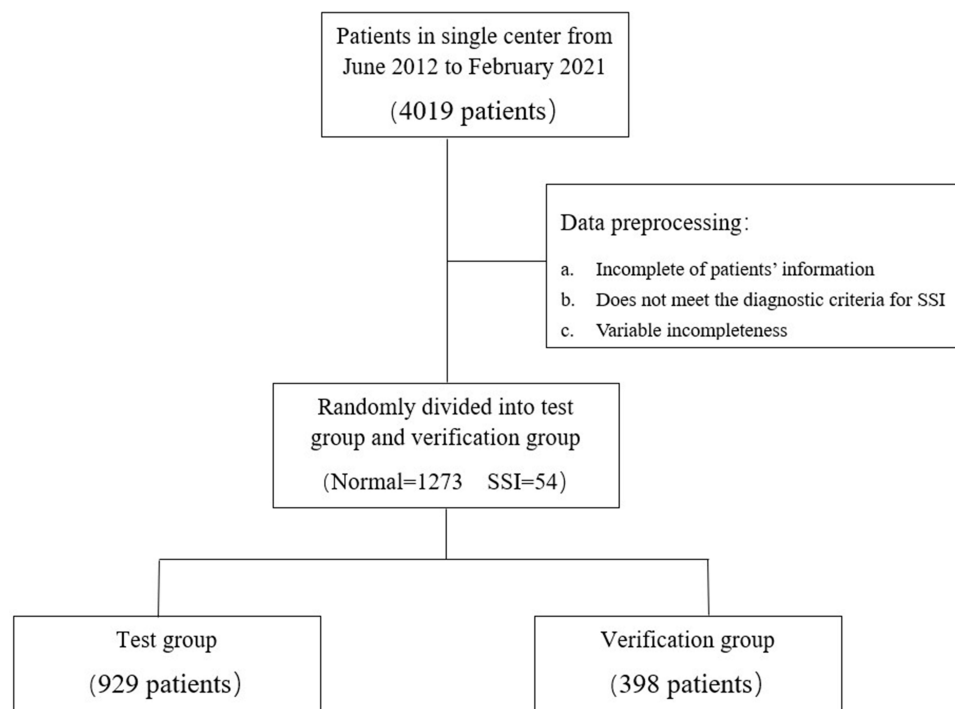 Patients in single center from
June 2012 to February 2021
(4019 patients)
Data preprocessing:
a. Incomplete of patients' information
b. Does not meet the diagnostic criteria for SSI
c. Variable incompleteness
Randomly divided into test
group and verification group
(Normal=1273 SSI=54)
Test group
(929 patients)
Verification group
(398 patients)